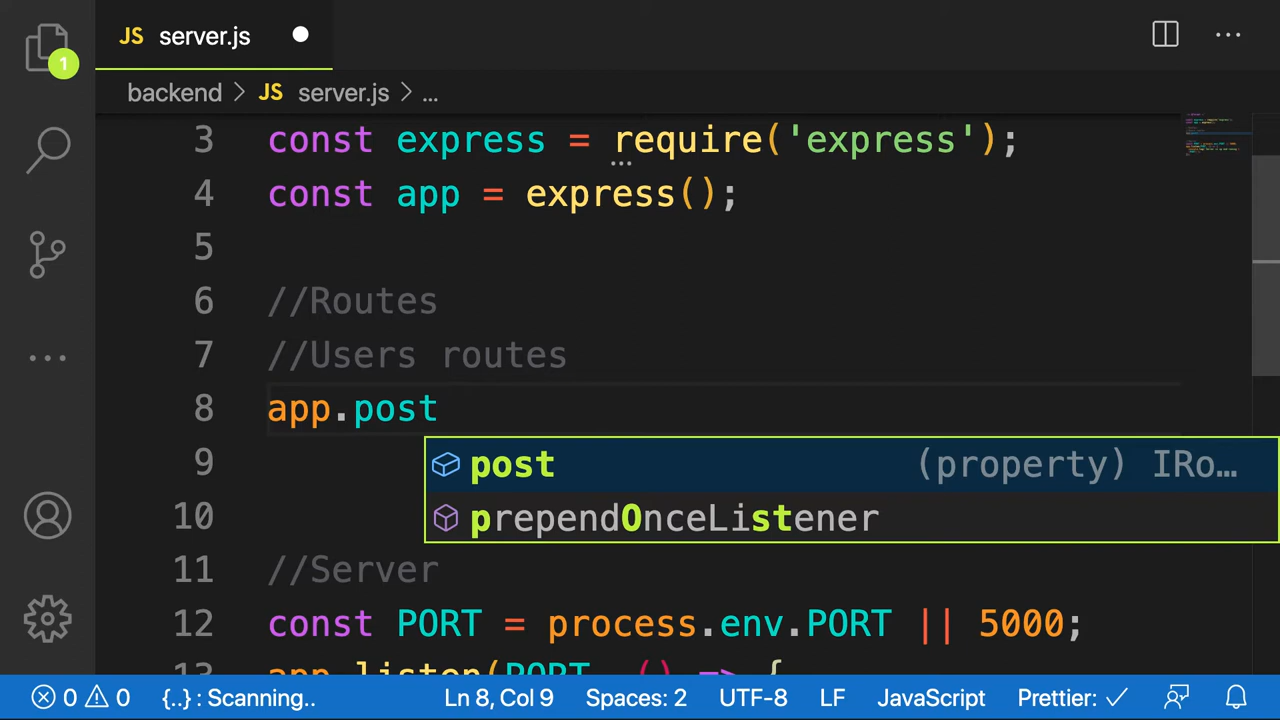 JS server.js
1
backend > JS server.js > ...
3 const express = require('express');
4 const app = express();
5
6 //Routes
7 //Users routes
8 app.post
9 post (property) IRo…
10 prependOnceListener
11 //Server
12 const PORT = process.env.PORT || 5000;
13 app.listen(PORT, () => {
0 0 {..} : Scanning.. Ln 8, Col 9 Spaces: 2 UTF-8 LF JavaScript Prettier: ✓